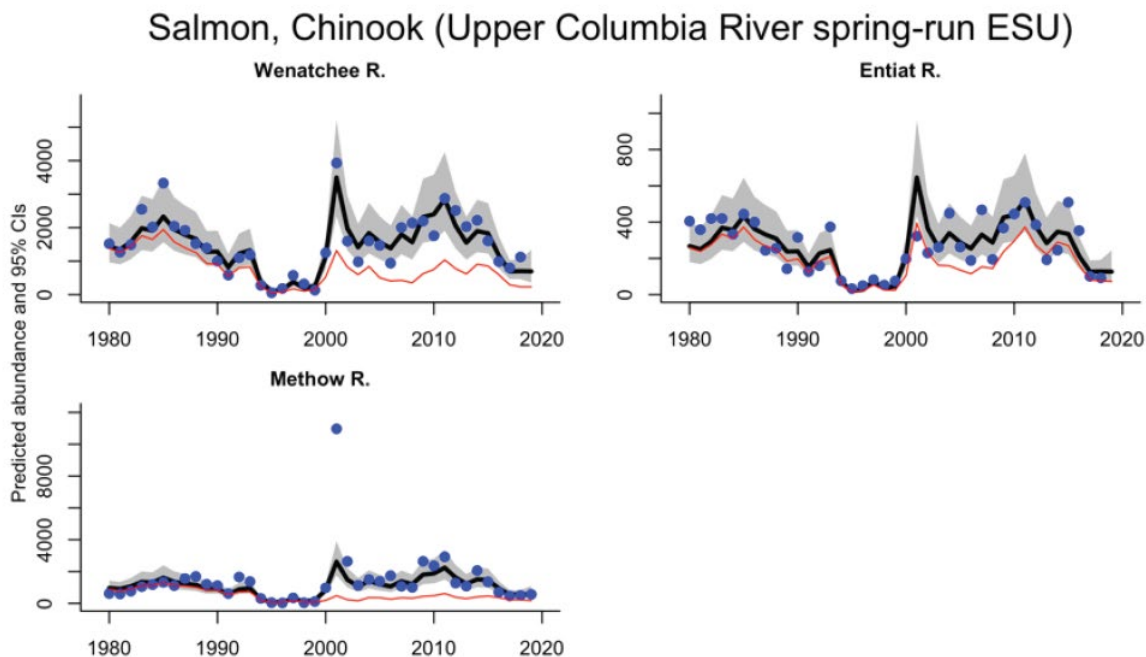 Salmon, Chinook (Upper Columbia River spring-run ESU)
Wenatchee R.
Entiat R.
Predicted abundance and 95% CIs
4000
2000
0
1980 1990 2000 2010 2020
800
400
0
1980 1990 2000 2010 2020
Methow R.
8000
4000
0
1980 1990 2000 2010 2020